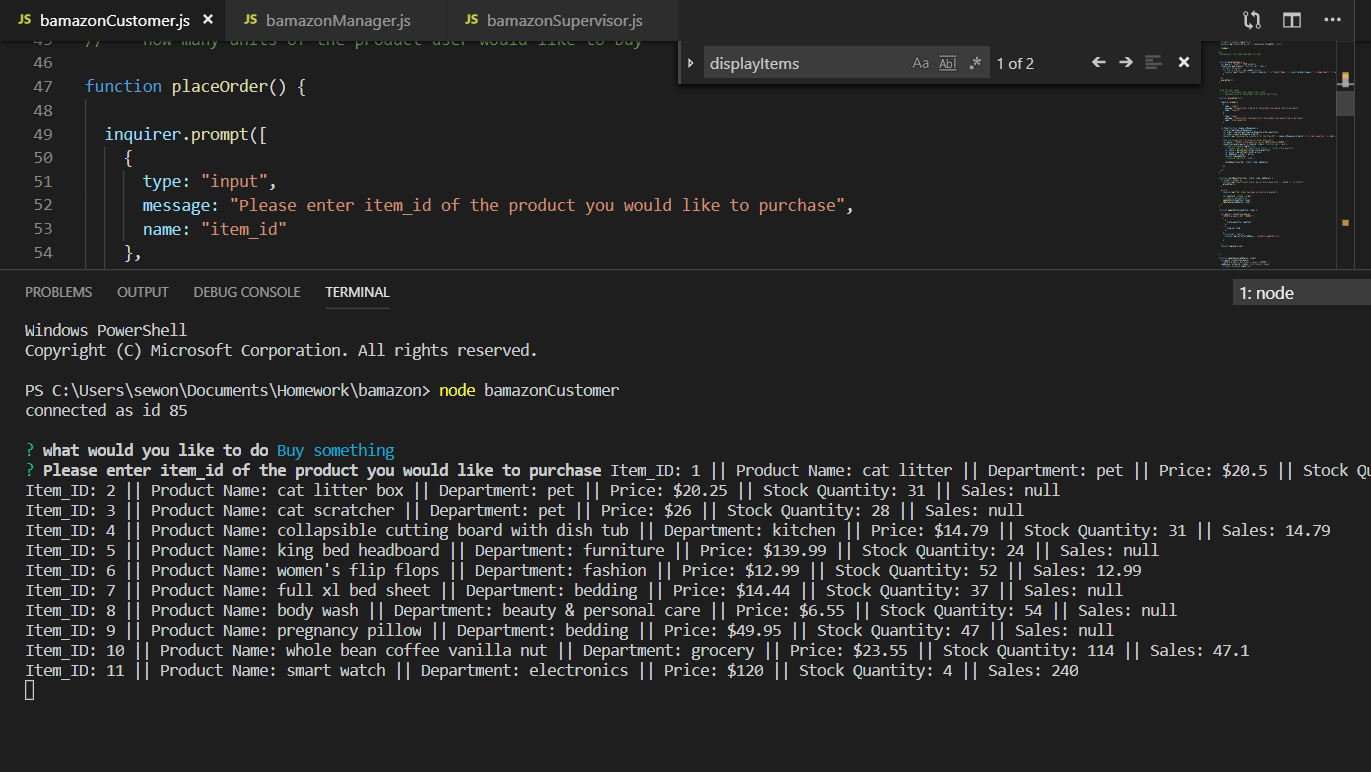 JS bamazonCustomer.js × JS bamazonManager.js JS bamazonSupervisor.js
45 // how many units of the product user would like to buy
displayItems Aa Abl .* 1 of 2
46
47 function placeOrder() {
48
49 inquirer.prompt([
50 {
51 type: "input",
52 message: "Please enter item_id of the product you would like to purchase",
53 name: "item_id"
54 },
PROBLEMS OUTPUT DEBUG CONSOLE TERMINAL 1: node
Windows PowerShell
Copyright (C) Microsoft Corporation. All rights reserved.
PS C:\Users\sewon\Documents\Homework\bamazon> node bamazonCustomer
connected as id 85
? what would you like to do Buy something
? Please enter item_id of the product you would like to purchase Item_ID: 1 || Product Name: cat litter || Department: pet || Price: $20.5 || Stock Qu
Item_ID: 2 || Product Name: cat litter box || Department: pet || Price: $20.25 || Stock Quantity: 31 || Sales: null
Item_ID: 3 || Product Name: cat scratcher || Department: pet || Price: $26 || Stock Quantity: 28 || Sales: null
Item_ID: 4 || Product Name: collapsible cutting board with dish tub || Department: kitchen || Price: $14.79 || Stock Quantity: 31 || Sales: 14.79
Item_ID: 5 || Product Name: king bed headboard || Department: furniture || Price: $139.99 || Stock Quantity: 24 || Sales: null
Item_ID: 6 || Product Name: women's flip flops || Department: fashion || Price: $12.99 || Stock Quantity: 52 || Sales: 12.99
Item_ID: 7 || Product Name: full xl bed sheet || Department: bedding || Price: $14.44 || Stock Quantity: 37 || Sales: null
Item_ID: 8 || Product Name: body wash || Department: beauty & personal care || Price: $6.55 || Stock Quantity: 54 || Sales: null
Item_ID: 9 || Product Name: pregnancy pillow || Department: bedding || Price: $49.95 || Stock Quantity: 47 || Sales: null
Item_ID: 10 || Product Name: whole bean coffee vanilla nut || Department: grocery || Price: $23.55 || Stock Quantity: 114 || Sales: 47.1
Item_ID: 11 || Product Name: smart watch || Department: electronics || Price: $120 || Stock Quantity: 4 || Sales: 240